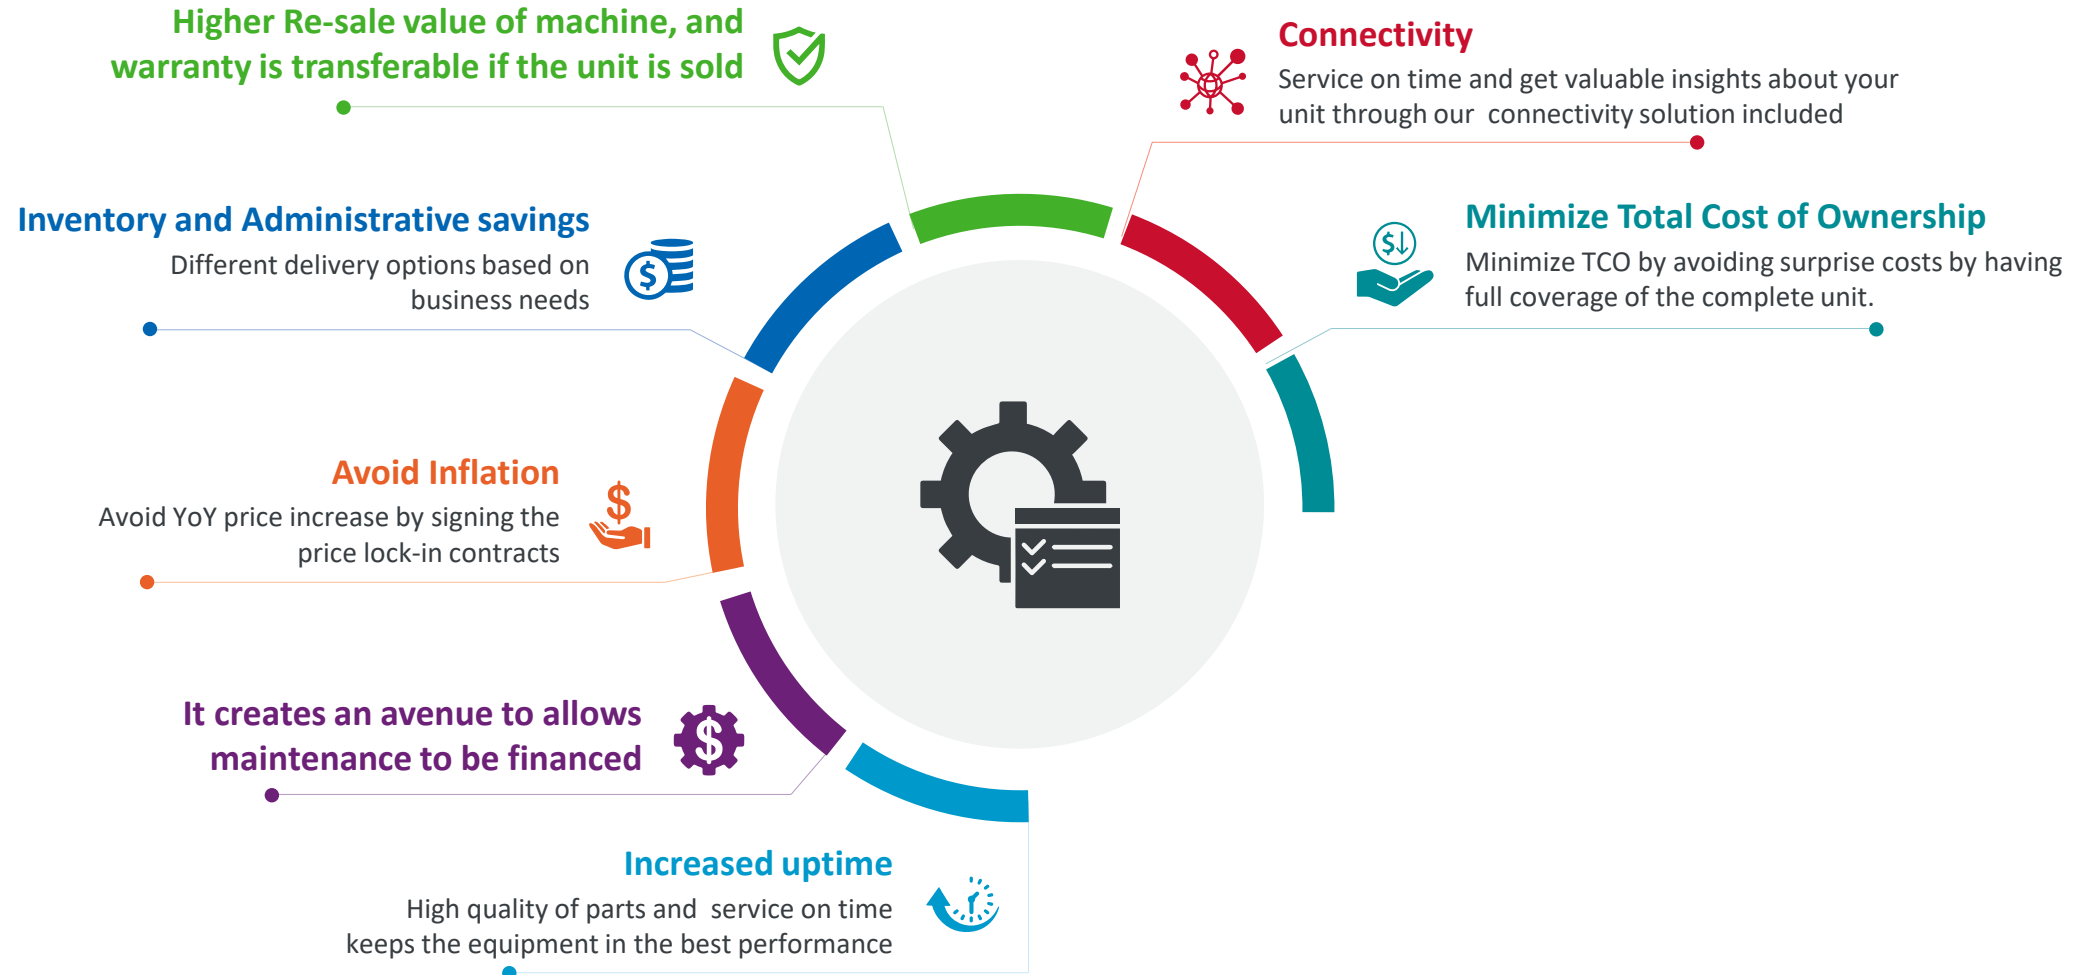 Higher Re-sale value of machine, and
warranty is transferable if the unit is sold
Connectivity
Service on time and get valuable insights about your
unit through our  connectivity solution included
Inventory and Administrative savings
Different delivery options based on
business needs
$
Minimize Total Cost of Ownership
Minimize TCO by avoiding surprise costs by having
full coverage of the complete unit.
$
Avoid Inflation
Avoid YoY price increase by signing the
price lock-in contracts
$
It creates an avenue to allows
maintenance to be financed
$
Increased uptime
High quality of parts and  service on time
keeps the equipment in the best performance